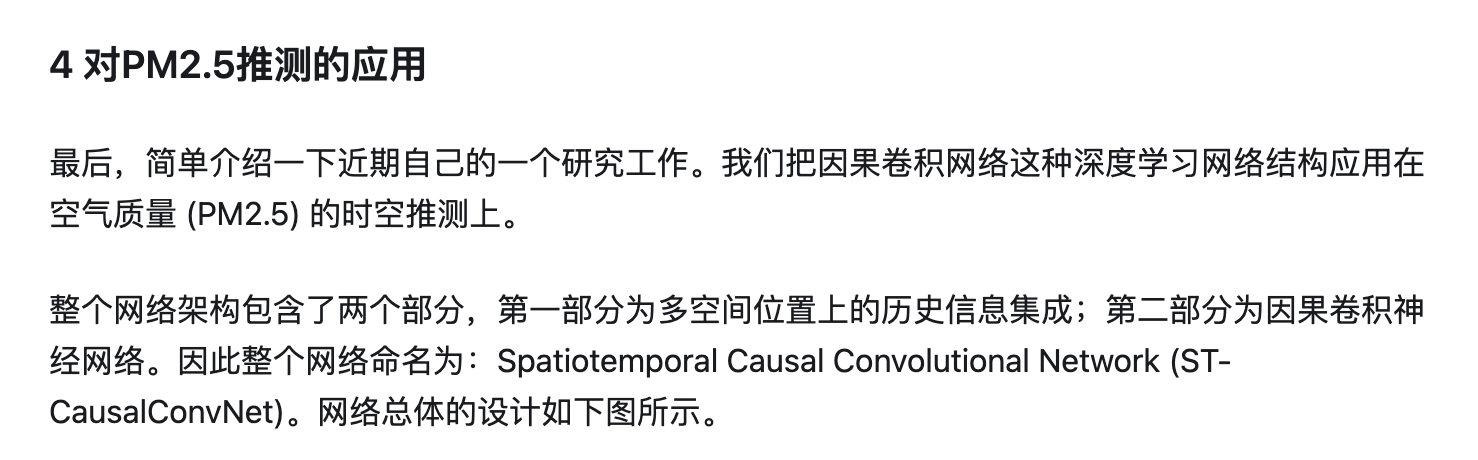 4 对PM2.5推测的应用
最后，简单介绍一下近期自己的一个研究工作。我们把因果卷积网络这种深度学习网络结构应用在
空气质量 (PM2.5) 的时空推测上。
整个网络架构包含了两个部分，第一部分为多空间位置上的历史信息集成；第二部分为因果卷积神
经网络。因此整个网络命名为：Spatiotemporal Causal Convolutional Network (ST-
CausalConvNet)。网络总体的设计如下图所示。